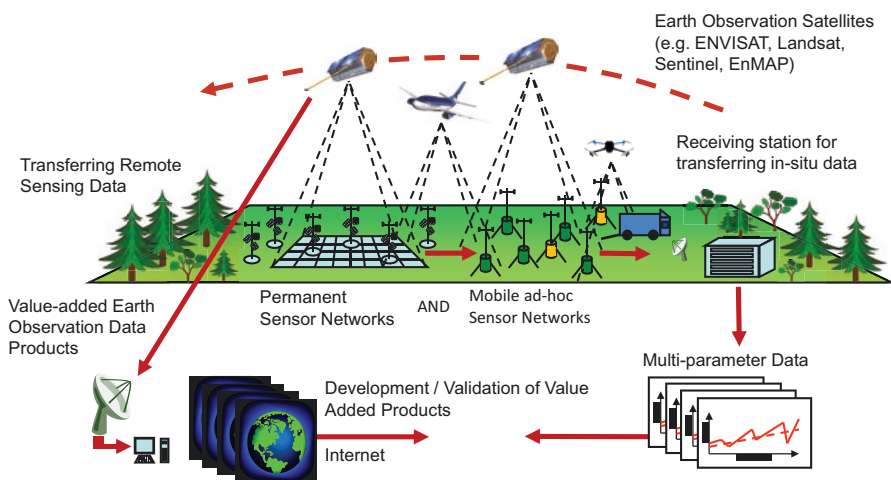 Earth Observation Satellites
(e.g. ENVISAT, Landsat,
Sentinel, EnMAP)
Receiving station for
transferring in-situ data
Transferring Remote
Sensing Data
Value-added Earth
Observation Data
Products
Permanent
Sensor Networks
AND
Mobile ad-hoc
Sensor Networks
Multi-parameter Data
Development / Validation of Value
Added Products
Internet